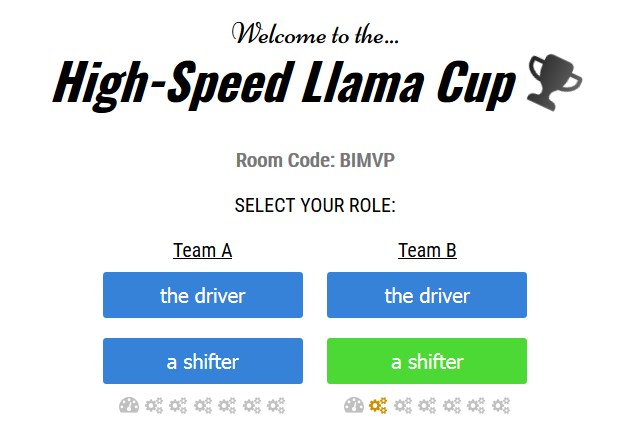 Welcome to the...
High-Speed Llama Cup
Room Code: BIMVP
SELECT YOUR ROLE:
Team A
Team B
the driver
the driver
a shifter
a shifter